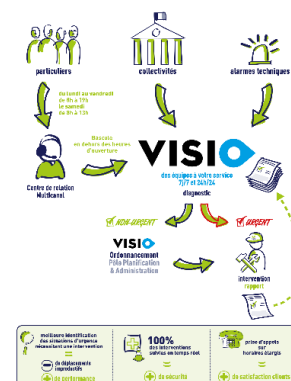 particuliers
collectivités
alarmes techniques
du lundi au vendredi
de 8h à 19h
le samedi
de 8h à 13h
Bascule
en dehors des heures
d'ouverture
VISIO
des équipes à votre service
7j/7 et 24h/24
diagnostic
Centre de relation
Multicanal
NON-URGENT
URGENT
VISIO
Ordonnancement
Pôle Planification
& Administration
intervention
rapport
meilleure identification
des situations d'urgence
nécessitant une intervention
de déplacements
improductifs
de performance
100%
des interventions
suivies en temps réel
de sécurité
prise d'appels
sur
horaires élargis
de satisfaction clients